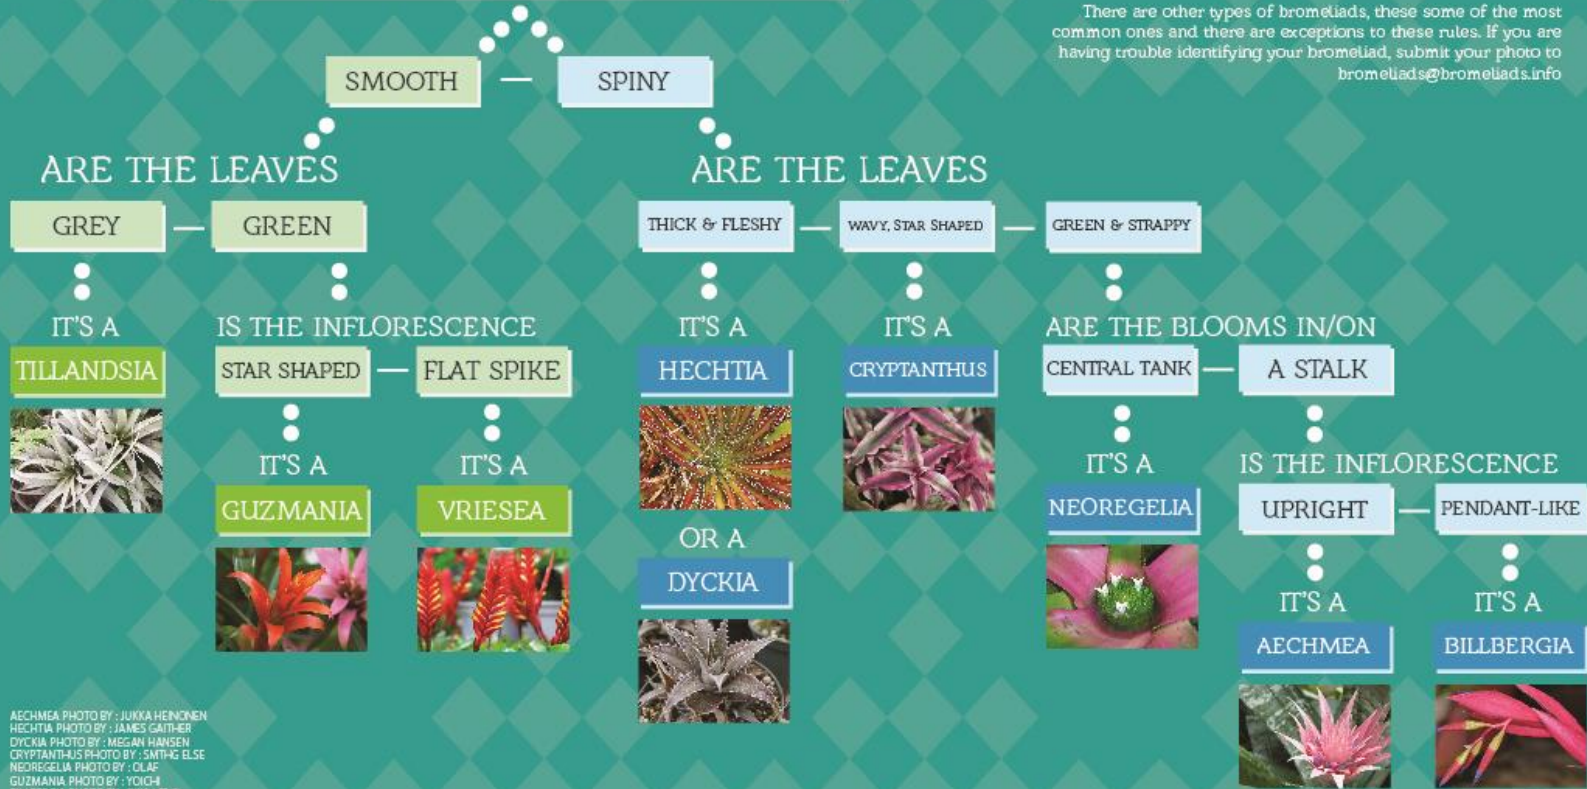 There are other types of bromeliads, these some of the most
common ones and there are exceptions to these rules. If you are
having trouble identifying your bromeliad, submit your photo to
bromeliads@bromeliads.info
SMOOTH
SPINY
ARE THE LEAVES
GREY
GREEN
IT'S A
TILLANDSIA
IS THE INFLORESCENCE
STAR SHAPED
FLAT SPIKE
IT'S A
GUZMANIA
IT'S A
VRIESEA
ARE THE LEAVES
THICK & FLESHY
WAVY, STAR SHAPED
GREEN & STRAPPY
IT'S A
HECHTIA
OR A
DYCKIA
IT'S A
CRYPTANTHUS
ARE THE BLOOMS IN/ON
CENTRAL TANK
A STALK
IT'S A
NEOREGELIA
IS THE INFLORESCENCE
UPRIGHT
PENDANT-LIKE
IT'S A
AECHMEA
IT'S A
BILLBERGIA
AECHMEA PHOTO BY : JUKKA HEINONEN
HECHTIA PHOTO BY : JAMES GAITHER
DYCKIA PHOTO BY : MEGAN HANSEN
CRYPTANTHUS PHOTO BY : SMTHG ELSE
NEOREGELIA PHOTO BY : OLAF
GUZMANIA PHOTO BY : YOICHI